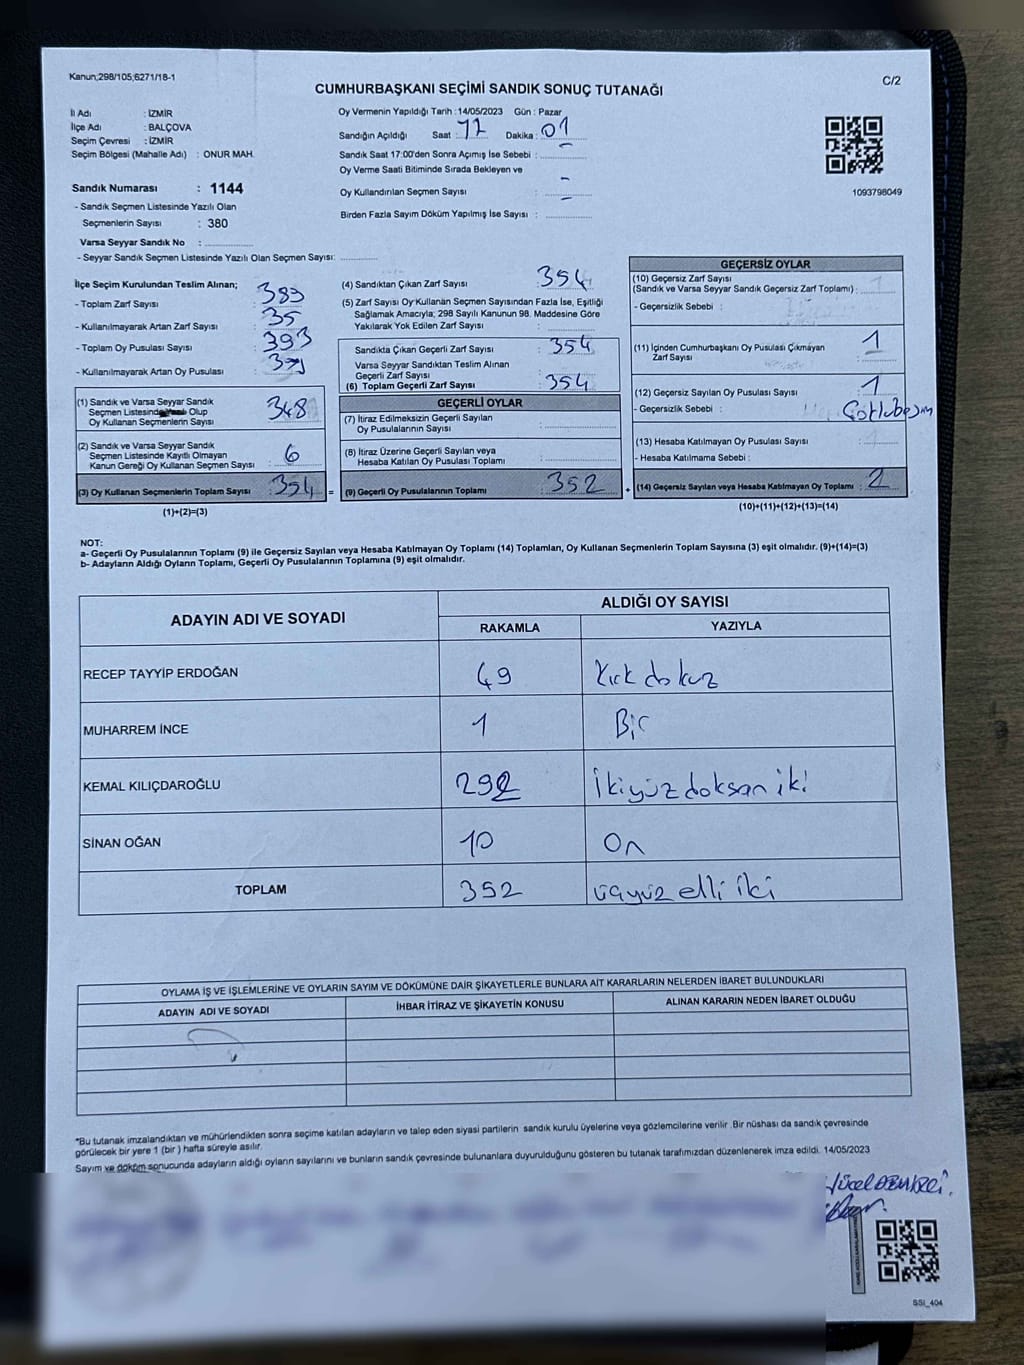 Kanun;298/105;6271/18-1
C/2
CUMHURBAŞKANI SEÇİMİ SANDIK SONUÇ TUTANAĞI
İl Adı : İZMİR
İlçe Adı : BALÇOVA
Seçim Çevresi : İZMİR
Seçim Bölgesi (Mahalle Adı) : ONUR MAH.
Sandık Numarası : 1144
- Sandık Seçmen Listesinde Yazılı Olan
Seçmenlerin Sayısı : 380
Varsa Seyyar Sandık No :
- Seyyar Sandık Seçmen Listesinde Yazılı Olan Seçmen Sayısı:
Oy Vermenin Yapıldığı Tarih :14/05/2023 Gün : Pazar
Sandığın Açıldığı Saat : 17 Dakika : 01
Sandık Saat 17:00'den Sonra Açımış İse Sebebi : -
Oy Verme Saati Bitiminde Sırada Bekleyen ve
Oy Kullandırılan Seçmen Sayısı : -
Birden Fazla Sayım Döküm Yapılmış İse Sayısı : -
1093798049
İlçe Seçim Kurulundan Teslim Alınan;
- Toplam Zarf Sayısı : 389
- Kullanılmayarak Artan Zarf Sayısı : 35
- Toplam Oy Pusulası Sayısı : 393
- Kullanılmayarak Artan Oy Pusulası :
(1) Sandık ve Varsa Seyyar Sandık
Seçmen Listesinde Olup
Oy Kullanan Seçmenlerin Sayısı : 348
(2) Sandık ve Varsa Seyyar Sandık
Seçmen Listesinde Kayıtlı Olmayan
Kanun Gereği Oy Kullanan Seçmen Sayısı : 6
(3) Oy Kullanan Seçmenlerin Toplam Sayısı : 354 =
(1)+(2)=(3)
(4) Sandıktan Çıkan Zarf Sayısı : 354
(5) Zarf Sayısı Oy Kullanan Seçmen Sayısından Fazla İse, Eşitliği
Sağlamak Amacıyla; 298 Sayılı Kanunun 98. Maddesine Göre
Yakılarak Yok Edilen Zarf Sayısı :
Sandıkta Çıkan Geçerli Zarf Sayısı : 354
Varsa Seyyar Sandıktan Teslim Alınan
Geçerli Zarf Sayısı :
(6) Toplam Geçerli Zarf Sayısı : 354
GEÇERLİ OYLAR
(7) İtiraz Edilmeksizin Geçerli Sayılan
Oy Pusulalarının Sayısı :
(8) İtiraz Üzerine Geçerli Sayılan veya
Hesaba Katılan Oy Pusulası Toplamı :
(9) Geçerli Oy Pusulalarının Toplamı : 352 +
GEÇERSİZ OYLAR
(10) Geçersiz Zarf Sayısı
(Sandık ve Varsa Seyyar Sandık Geçersiz Zarf Toplamı) :
- Geçersizlik Sebebi :
(11) İçinden Cumhurbaşkanı Oy Pusulası Çıkmayan
Zarf Sayısı : 1
(12) Geçersiz Sayılan Oy Pusulası Sayısı : 1
- Geçersizlik Sebebi :
(13) Hesaba Katılmayan Oy Pusulası Sayısı :
- Hesaba Katılmama Sebebi :
(14) Geçersiz Sayılan veya Hesaba Katılmayan Oy Toplamı : 2
(10)+(11)+(12)+(13)=(14)
NOT:
a- Geçerli Oy Pusulalarının Toplamı (9) ile Geçersiz Sayılan veya Hesaba Katılmayan Oy Toplamı (14) Toplamları, Oy Kullanan Seçmenlerin Toplam Sayısına (3) eşit olmalıdır. (9)+(14)=(3)
b- Adayların Aldığı Oyların Toplamı, Geçerli Oy Pusulalarının Toplamına (9) eşit olmalıdır.
ADAYIN ADI VE SOYADI ALDIĞI OY SAYISI
RAKAMLA YAZIYLA
RECEP TAYYİP ERDOĞAN 49 Kırk dokuz
MUHARREM İNCE 1 Bir
KEMAL KILIÇDAROĞLU 292 İkiyüz doksan iki
SİNAN OĞAN 10 On
TOPLAM 352 üçyüz elli iki
OYLAMA İŞ VE İŞLEMLERİNE VE OYLARIN SAYIM VE DÖKÜMÜNE DAİR ŞİKAYETLERLE BUNLARA AİT KARARLARIN NELERDEN İBARET BULUNDUKLARI
ADAYIN ADI VE SOYADI İHBAR İTİRAZ VE ŞİKAYETİN KONUSU ALINAN KARARIN NEDEN İBARET OLDUĞU
*Bu tutanak imzalandıktan ve mühürlendikten sonra seçime katılan adayların ve talep eden siyasi partilerin sandık kurulu üyelerine veya gözlemcilerine verilir .Bir nüshası da sandık çevresinde
görülecek bir yere 1 (bir ) hafta süreyle asılır.
Sayım ve döküm sonucunda adayların aldığı oyların sayılarını ve bunların sandık çevresinde bulunanlara duyurulduğunu gösteren bu tutanak tarafımızdan düzenlenerek imza edildi. 14/05/2023
SSI_404